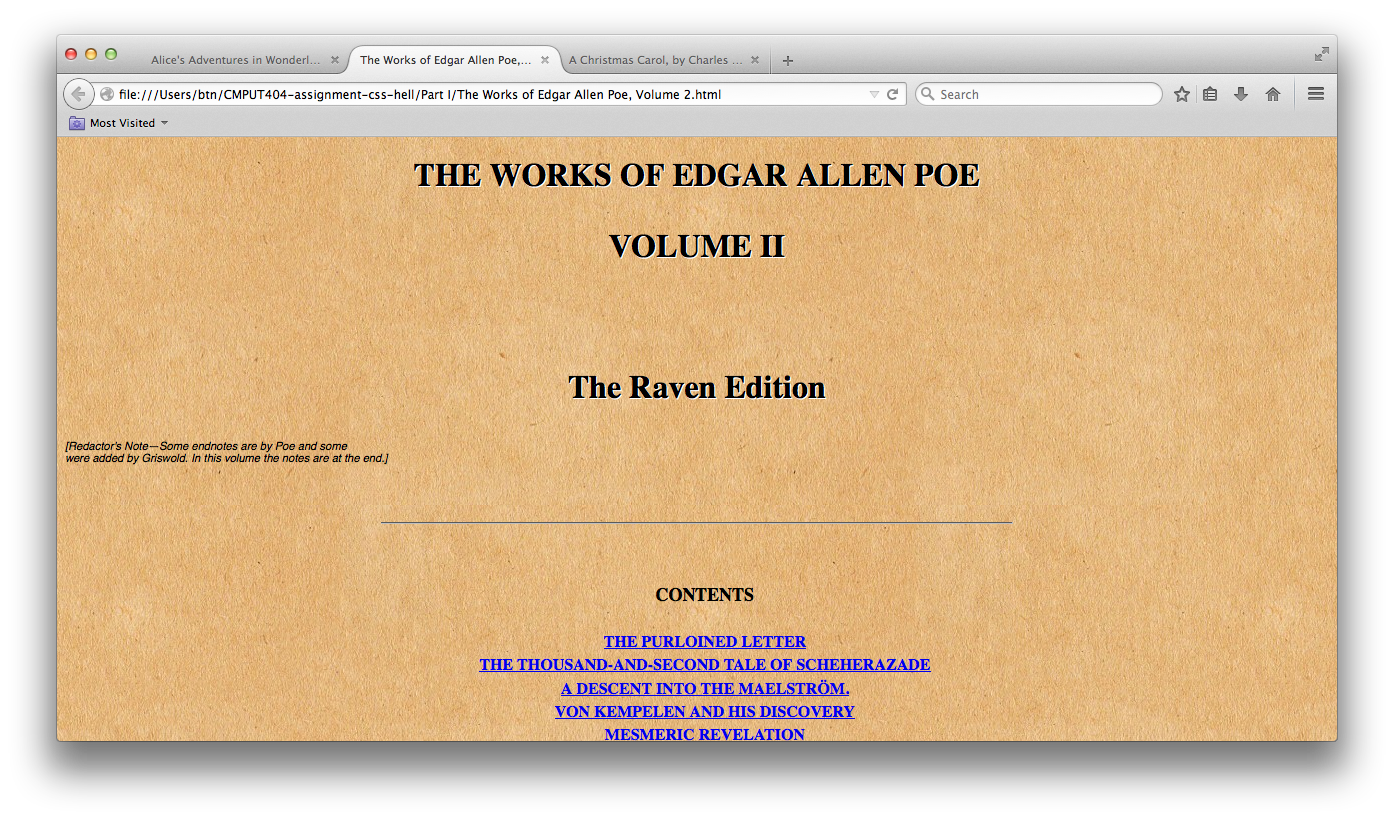 Alice's Adventures in Wonderl...
The Works of Edgar Allen Poe,...
A Christmas Carol, by Charles ...
file:///Users/btn/CMPUT404-assignment-css-hell/Part I/The Works of Edgar Allen Poe, Volume 2.html
Search
Most Visited
THE WORKS OF EDGAR ALLEN POE
VOLUME II
The Raven Edition
[Redactor's Note—Some endnotes are by Poe and some
were added by Griswold. In this volume the notes are at the end.]
CONTENTS
THE PURLOINED LETTER
THE THOUSAND-AND-SECOND TALE OF SCHEHERAZADE
A DESCENT INTO THE MAELSTRÖM.
VON KEMPELEN AND HIS DISCOVERY
MESMERIC REVELATION